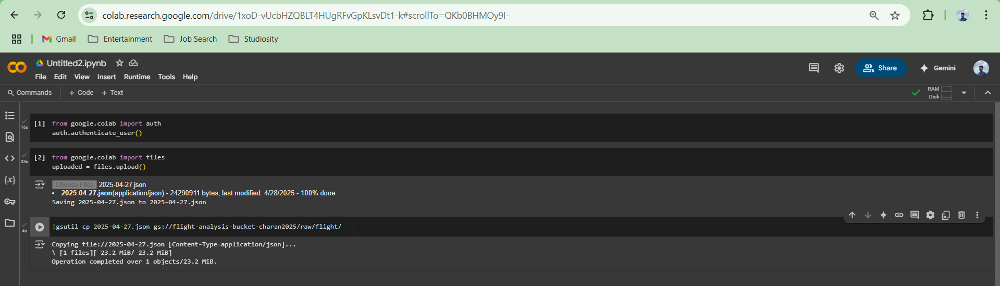 colab.research.google.com/drive/1xoD-vUcbHZQBLT4HUgRFvGpKLsvDt1-k#scrollTo=QKb0BHMOy9I-
Gmail Entertainment Job Search Studiosity
Untitled2.ipynb
File Edit View Insert Runtime Tools Help
Share Gemini
Commands + Code + Text
RAM
Disk
[1] from google.colab import auth
16s
auth.authenticate_user()
[2] from google.colab import files
33s
uploaded = files.upload()
Choose Files 2025-04-27.json
• 2025-04-27.json(application/json) - 24290911 bytes, last modified: 4/28/2025 - 100% done
Saving 2025-04-27.json to 2025-04-27.json
!gsutil cp 2025-04-27.json gs://flight-analysis-bucket-charan2025/raw/flight/
4s
Copying file://2025-04-27.json [Content-Type=application/json]...
\ [1 files][ 23.2 MiB/ 23.2 MiB]
Operation completed over 1 objects/23.2 MiB.